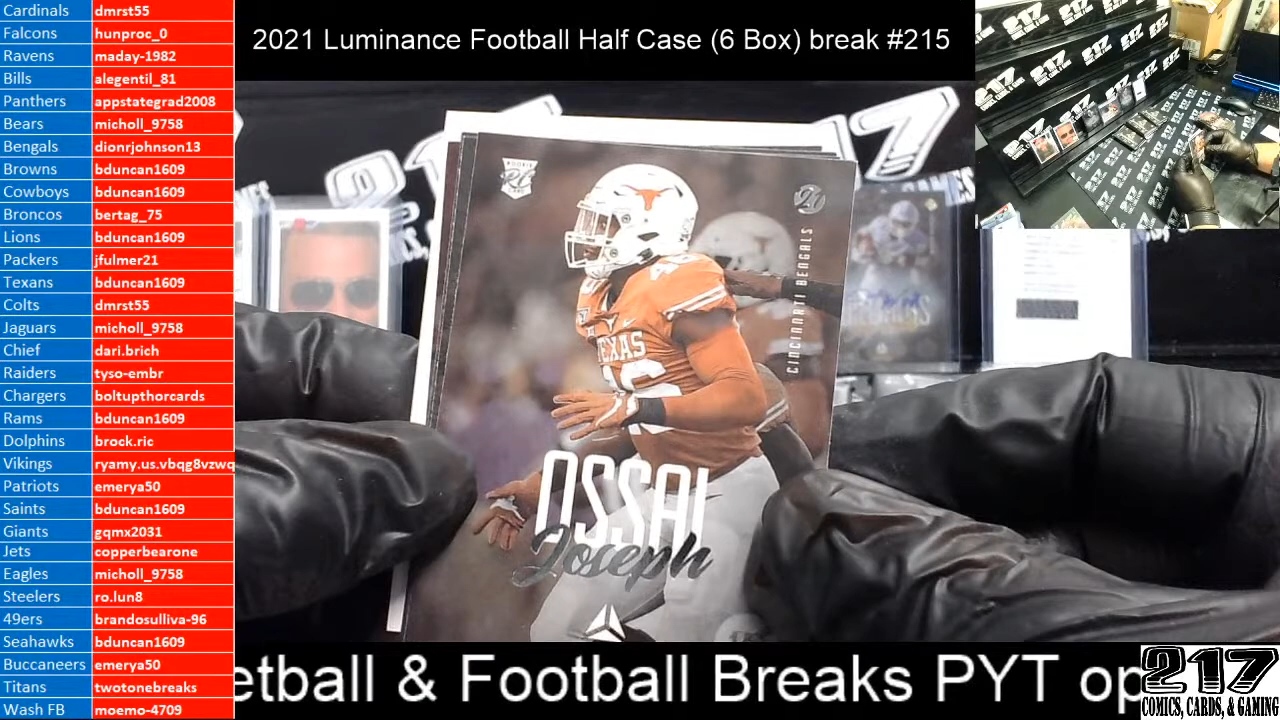 Cardinals dmrst55
Falcons hunproc_0
Ravens maday-1982
Bills alegentil_81
Panthers appstategrad2008
Bears micholl_9758
Bengals dionrjohnson13
Browns bduncan1609
Cowboys bduncan1609
Broncos bertag_75
Lions bduncan1609
Packers jfulmer21
Texans bduncan1609
Colts dmrst55
Jaguars micholl_9758
Chief dari.brich
Raiders tyso-embr
Chargers boltupthorcards
Rams bduncan1609
Dolphins brock.ric
Vikings ryamy.us.vbqg8vzwq
Patriots emerya50
Saints bduncan1609
Giants gqmx2031
Jets copperbearone
Eagles micholl_9758
Steelers ro.lun8
49ers brandosulliva-96
Seahawks bduncan1609
Buccaneers emerya50
Titans twotonebreaks
Wash FB moemo-4709
2021 Luminance Football Half Case (6 Box) break #215
ROOKIE
CINCINNATI BENGALS
TEXAS
46
OSSAI
Joseph
etball & Football Breaks PYT op
217
COMICS, CARDS, & GAMING